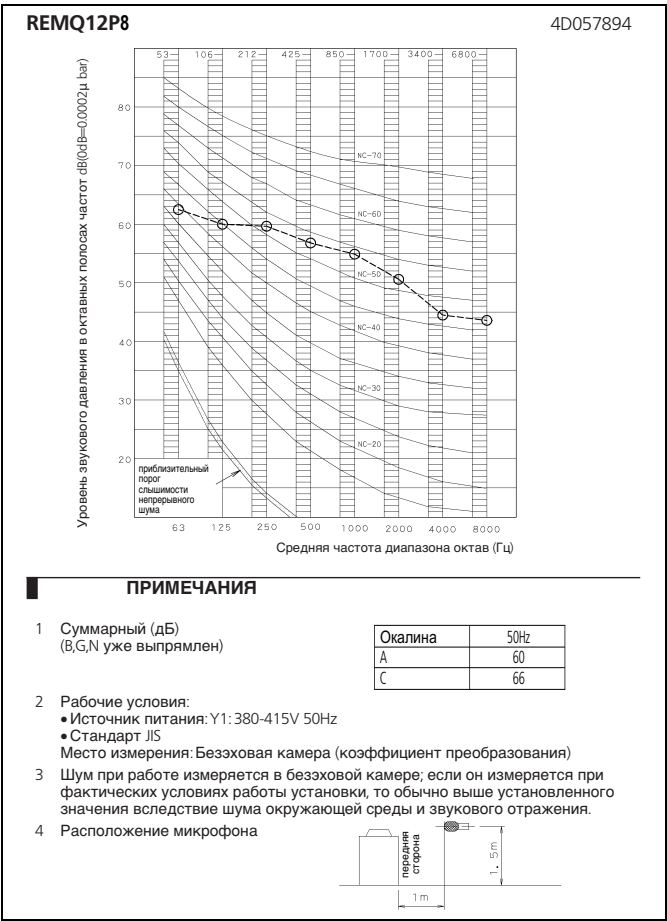 REMQ12P8
4D057894
53 106 212 425 850 1700 3400 6800
Уровень звукового давления в октавных полосах частот dB(0dB=0.0002μ bar)
80
70
60
50
40
30
20
NC-70
NC-60
NC-50
NC-40
NC-30
NC-20
приблизительный
порог
слышимости
непрерывного
шума
63 125 250 500 1000 2000 4000 8000
Средняя частота диапазона октав (Гц)
ПРИМЕЧАНИЯ
1 Суммарный (дБ)
(B,G,N уже выпрямлен)
Окалина 50Hz
A 60
C 66
2 Рабочие условия:
• Источник питания: Y1: 380-415V 50Hz
• Стандарт JIS
Место измерения: Безэховая камера (коэффициент преобразования)
3 Шум при работе измеряется в безэховой камере; если он измеряется при
фактических условиях работы установки, то обычно выше установленного
значения вследствие шума окружающей среды и звукового отражения.
4 Расположение микрофона
передняя
сторона
1. 5m
1m